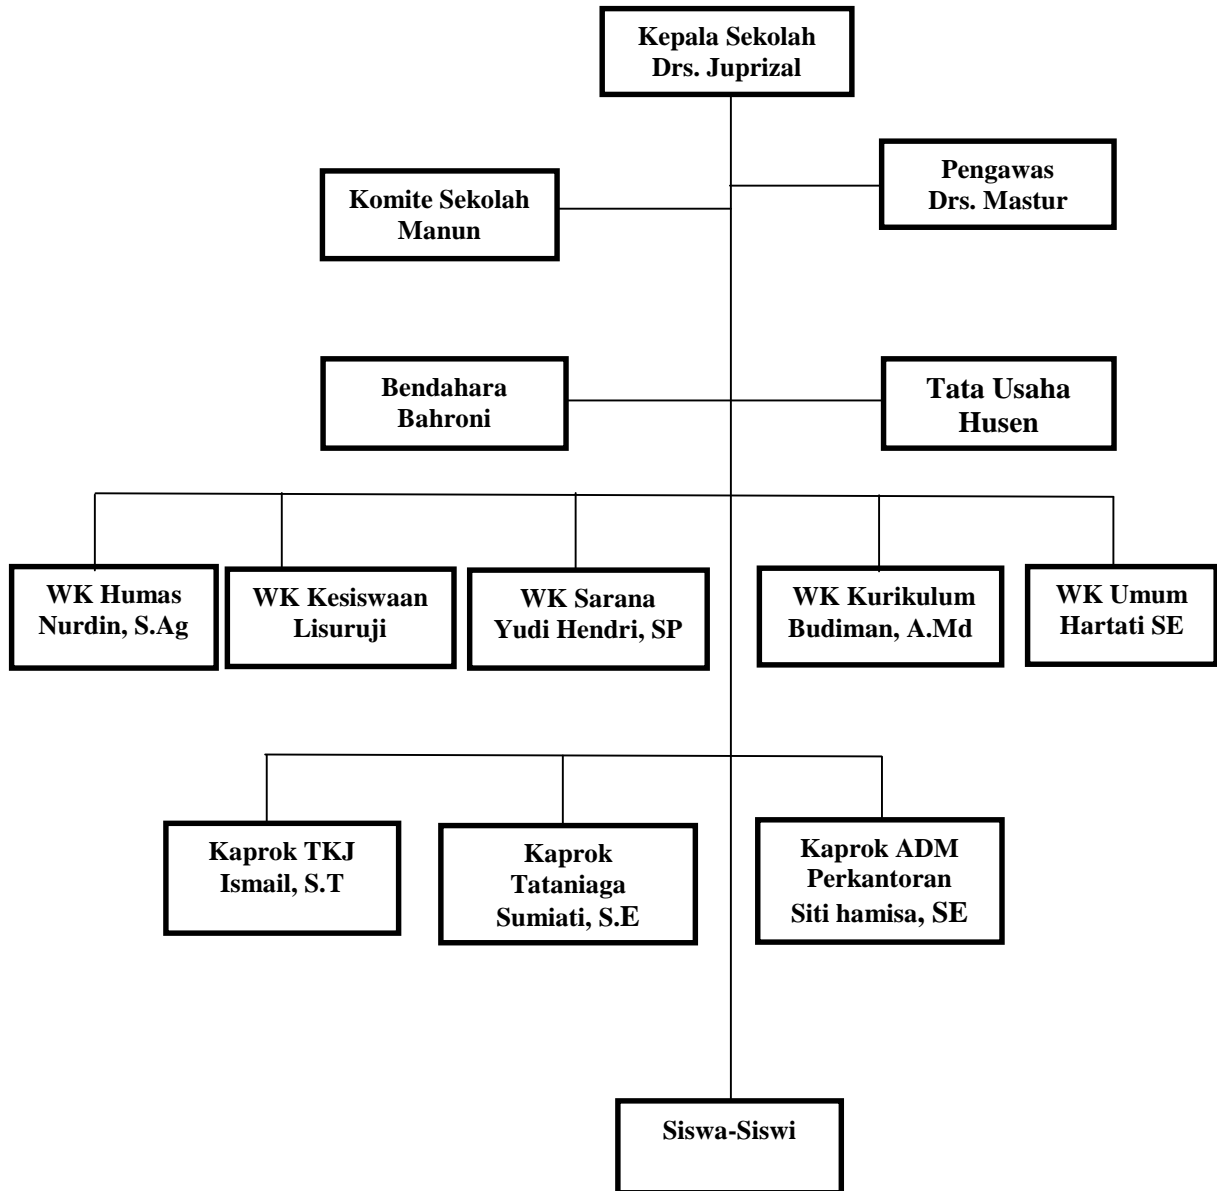 Kepala Sekolah
Drs. Juprizal
Pengawas
Drs. Mastur
Komite Sekolah
Manun
Bendahara
Bahroni
Tata Usaha
Husen
WK Humas
Nurdin, S.Ag
WK Kesiswaan
Lisuruji
WK Sarana
Yudi Hendri, SP
WK Kurikulum
Budiman, A.Md
WK Umum
Hartati SE
Kaprok TKJ
Ismail, S.T
Kaprok
Tataniaga
Sumiati, S.E
Kaprok ADM
Perkantoran
Siti hamisa, SE
Siswa-Siswi